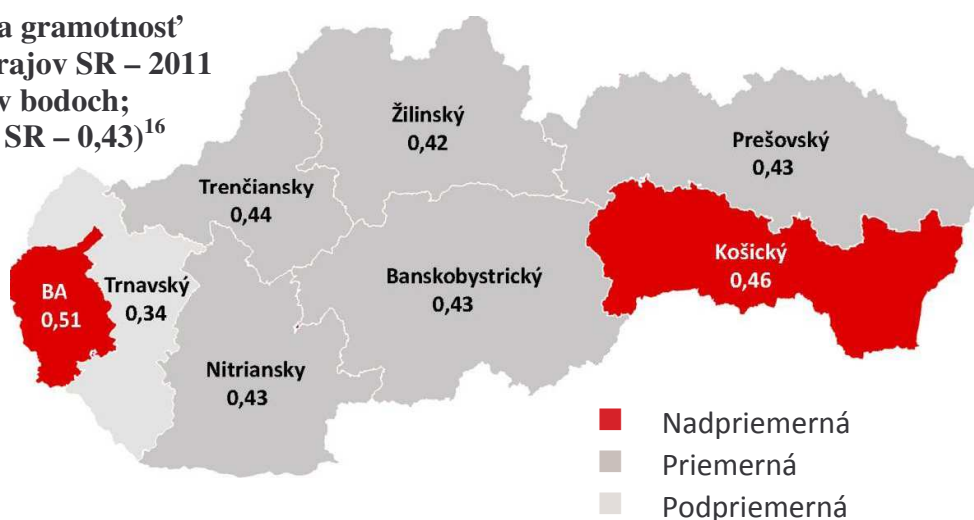 a gramotnosť
rajov SR – 2011
v bodoch;
SR – 0,43)16
Žilinský
0,42
Prešovský
0,43
Trenčiansky
0,44
Košický
0,46
Banskobystrický
0,43
BA
0,51
Trnavský
0,34
Nitriansky
0,43
Nadpriemerná
Priemerná
Podpriemerná